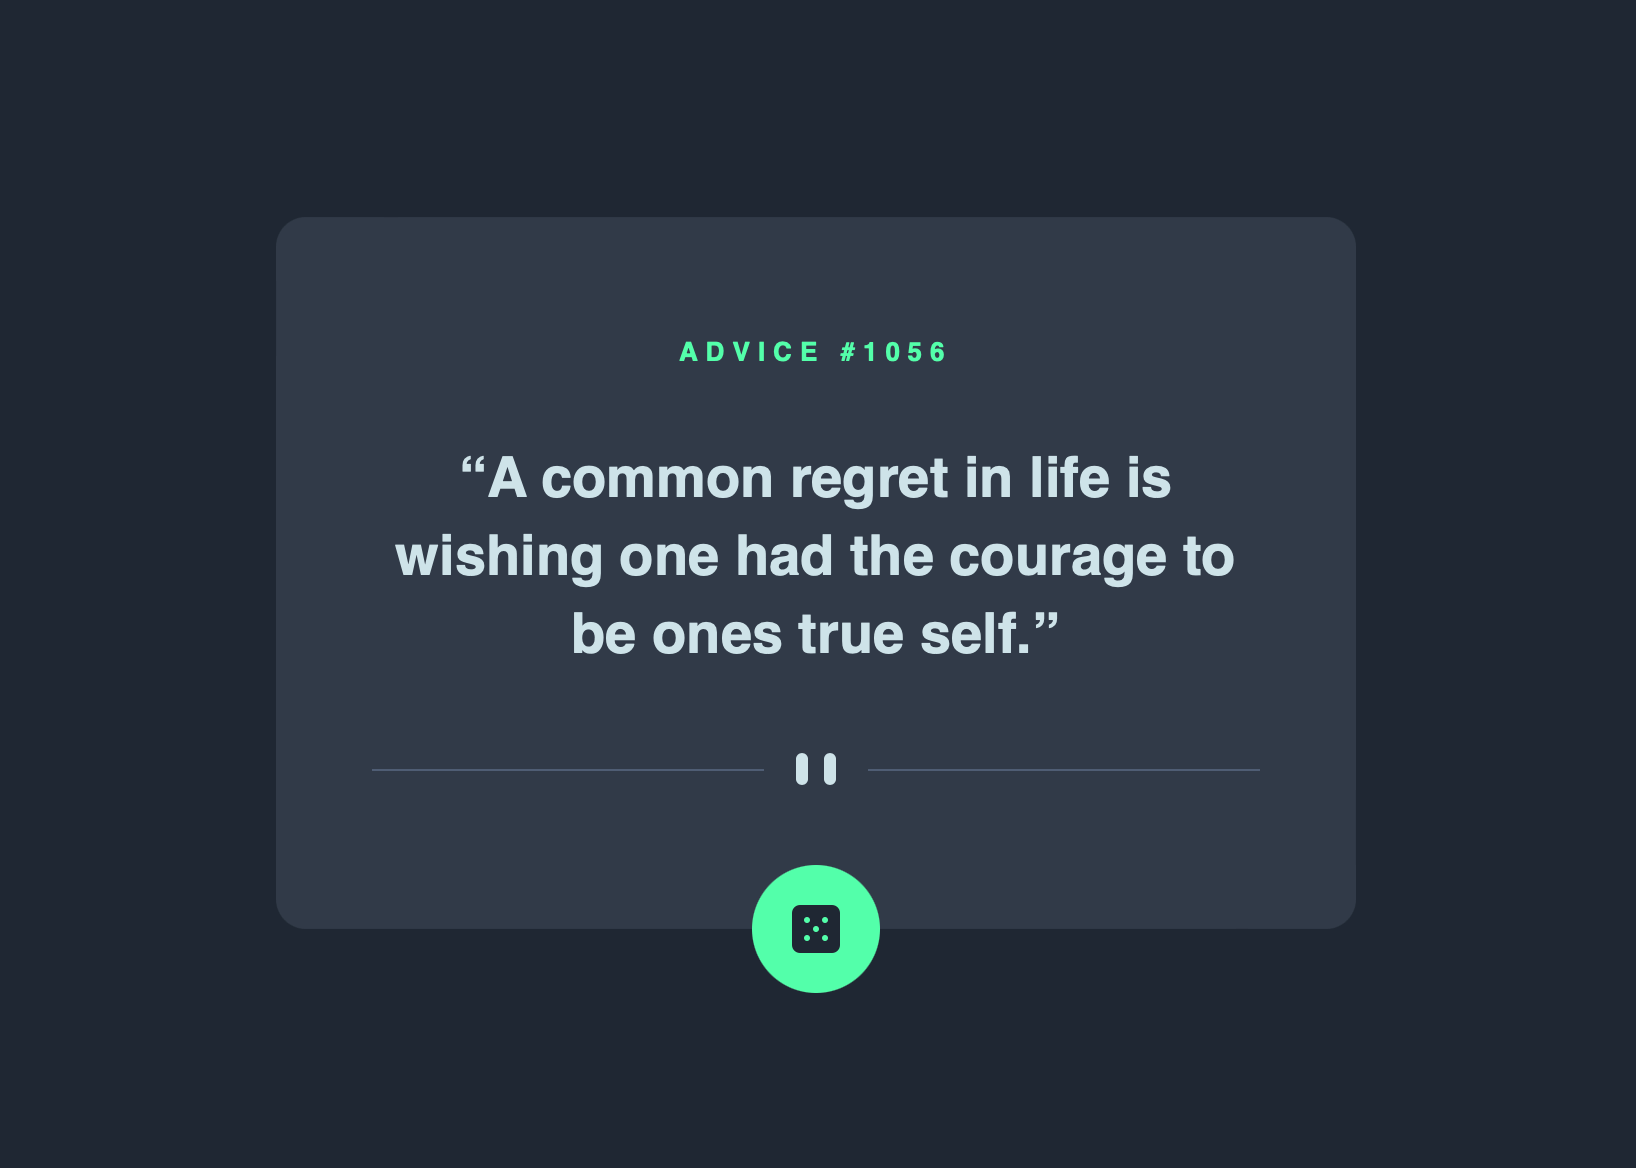 ADVICE #1056
“A common regret in life is
wishing one had the courage to
be ones true self.”